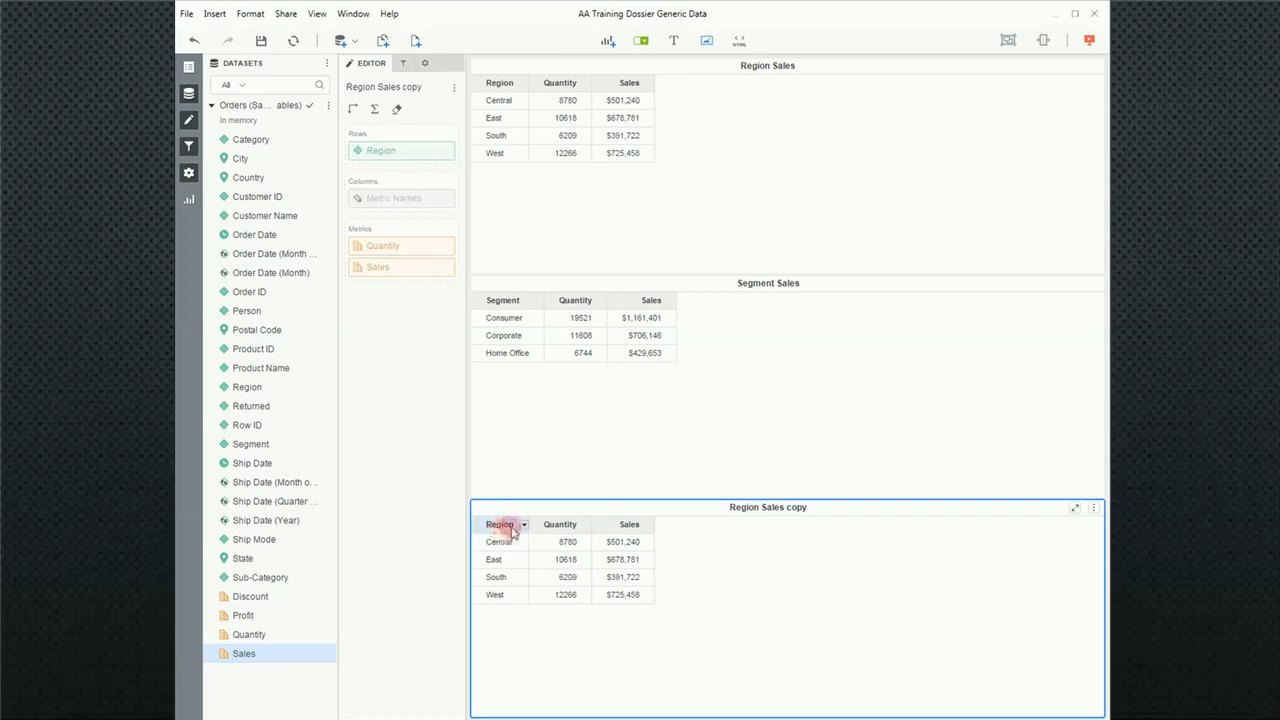 File Insert Format Share View Window Help
AA Training Dossier Generic Data
HTML
DATASETS
All
Orders (Sa... ables)
In memory
Category
City
Country
Customer ID
Customer Name
Order Date
Order Date (Month ...
Order Date (Month)
Order ID
Person
Postal Code
Product ID
Product Name
Region
Returned
Row ID
Segment
Ship Date
Ship Date (Month o...
Ship Date (Quarter ...
Ship Date (Year)
Ship Mode
State
Sub-Category
Discount
Profit
Quantity
Sales
EDITOR
Region Sales copy
Rows
Region
Columns
Metric Names
Metrics
Quantity
Sales
Region Sales
Region Quantity Sales
Central 8780 $501,240
East 10618 $678,781
South 6209 $391,722
West 12266 $725,458
Segment Sales
Segment Quantity Sales
Consumer 19521 $1,161,401
Corporate 11608 $706,146
Home Office 6744 $429,653
Region Sales copy
Region Quantity Sales
Central 8780 $501,240
East 10618 $678,781
South 6209 $391,722
West 12266 $725,458